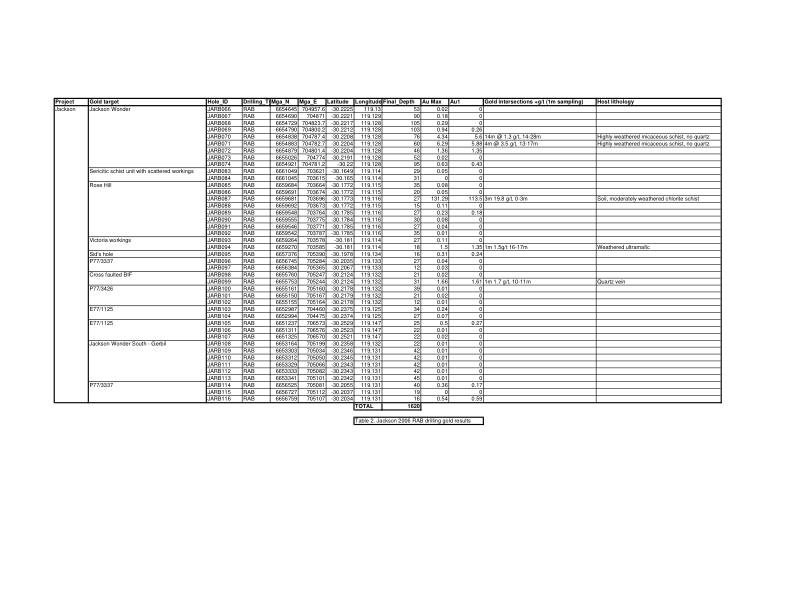 Project Gold target Hole_ID Drilling_T Mga_N Mga_E Latitude Longitude Final_Depth Au Max Au1 Gold intersections +g/t (1m sampling) Host lithology
Jackson Jackson Wonder JARB066 RAB 6654645 704957.6 -30.2225 119.13 53 0.02 0
JARB067 RAB 6654690 704871 -30.2221 119.129 90 0.18 0
JARB068 RAB 6654729 704823.7 -30.2217 119.128 105 0.29 0
JARB069 RAB 6654790 704800.2 -30.2212 119.128 103 0.94 0.26
JARB070 RAB 6654838 704787.4 -30.2208 119.128 76 4.34 5.6 14m @ 1.3 g/t, 14-28m Highly weathered micaceous schist, no quartz
JARB071 RAB 6654883 704782.7 -30.2204 119.128 60 6.29 5.88 4m @ 3.5 g/t, 13-17m Highly weathered micaceous schist, no quartz
JARB072 RAB 6654879 704801.4 -30.2204 119.128 46 1.36 1.35
JARB073 RAB 6655026 704774 -30.2191 119.128 52 0.02 0
JARB074 RAB 6654921 704781.2 -30.22 119.128 95 0.63 0.43
Sericitic schist unit with scattered workings JARB083 RAB 6661049 703621 -30.1649 119.114 29 0.05 0
JARB084 RAB 6661045 703615 -30.165 119.114 31 0 0
Rose Hill JARB085 RAB 6659684 703664 -30.1772 119.115 35 0.08 0
JARB086 RAB 6659691 703674 -30.1772 119.115 20 0.05 0
JARB087 RAB 6659681 703696 -30.1773 119.116 27 131.29 113.5 3m 19.8 g/t, 0-3m Soil, moderately weathered chlorite schist
JARB088 RAB 6659692 703673 -30.1772 119.115 15 0.11 0
JARB089 RAB 6659548 703764 -30.1785 119.116 27 0.23 0.18
JARB090 RAB 6659555 703775 -30.1784 119.116 30 0.08 0
JARB091 RAB 6659546 703771 -30.1785 119.116 27 0.04 0
JARB092 RAB 6659542 703787 -30.1785 119.116 35 0.01 0
Victoria workings JARB093 RAB 6659264 703578 -30.181 119.114 27 0.11 0
JARB094 RAB 6659270 703585 -30.181 119.114 18 1.5 1.35 1m 1.5g/t 16-17m Weathered ultramafic
Sid's hole JARB095 RAB 6657376 705390 -30.1978 119.134 16 0.31 0.24
P77/3337 JARB096 RAB 6656745 705284 -30.2035 119.133 27 0.04 0
JARB097 RAB 6656384 705365 -30.2067 119.134 12 0.03 0
Cross faulted BIF JARB098 RAB 6655760 705247 -30.2124 119.132 21 0.02 0
JARB099 RAB 6655753 705244 -30.2124 119.132 31 1.66 1.61 1m 1.7 g/t, 10-11m Quartz vein
P77/3426 JARB100 RAB 6655161 705160 -30.2178 119.132 39 0.01 0
JARB101 RAB 6655150 705167 -30.2179 119.132 21 0.02 0
JARB102 RAB 6655155 705164 -30.2178 119.132 12 0.01 0
E77/1125 JARB103 RAB 6652987 704460 -30.2375 119.125 34 0.24 0
JARB104 RAB 6652994 704475 -30.2374 119.125 27 0.07 0
E77/1125 JARB105 RAB 6651237 706573 -30.2529 119.147 25 0.5 0.27
JARB106 RAB 6651311 706576 -30.2523 119.147 22 0.01 0
JARB107 RAB 6651325 706570 -30.2521 119.147 22 0.02 0
Jackson Wonder South - Gerbil JARB108 RAB 6653164 705199 -30.2358 119.132 22 0.01 0
JARB109 RAB 6653303 705034 -30.2346 119.131 42 0.01 0
JARB110 RAB 6653312 705050 -30.2345 119.131 42 0.01 0
JARB111 RAB 6653329 705066 -30.2343 119.131 42 0.01 0
JARB112 RAB 6653333 705082 -30.2343 119.131 42 0.01 0
JARB113 RAB 6653341 705101 -30.2342 119.131 45 0.01 0
P77/3337 JARB114 RAB 6656525 705081 -30.2055 119.131 40 0.36 0.17
JARB115 RAB 6656727 705112 -30.2037 119.131 19 0 0
JARB116 RAB 6656759 705107 -30.2034 119.131 16 0.54 0.59
TOTAL 1620
Table 2. Jackson 2006 RAB drilling gold results